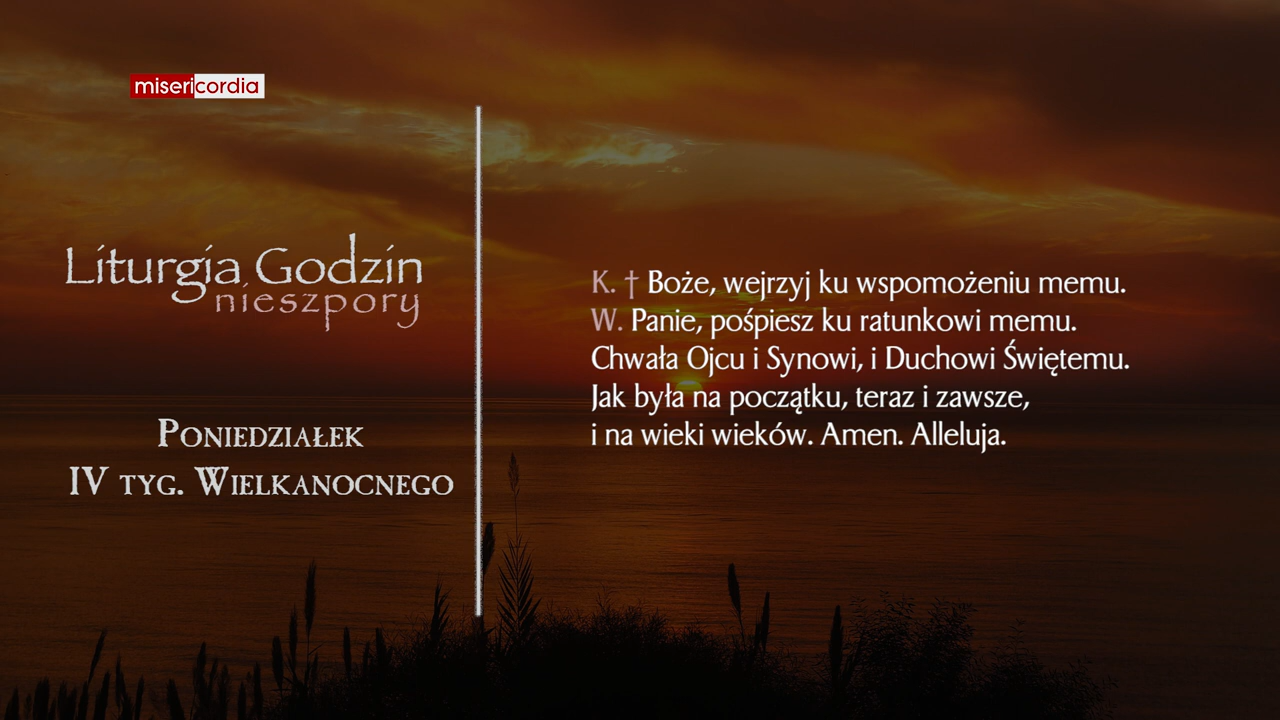 misericordia
Liturgia Godzin
nieszpory
Poniedziałek
IV tyg. Wielkanocnego
K. † Boże, wejrzyj ku wspomożeniu memu.
W. Panie, pośpiesz ku ratunkowi memu.
Chwała Ojcu i Synowi, i Duchowi Świętemu.
Jak była na początku, teraz i zawsze,
i na wieki wieków. Amen. Alleluja.